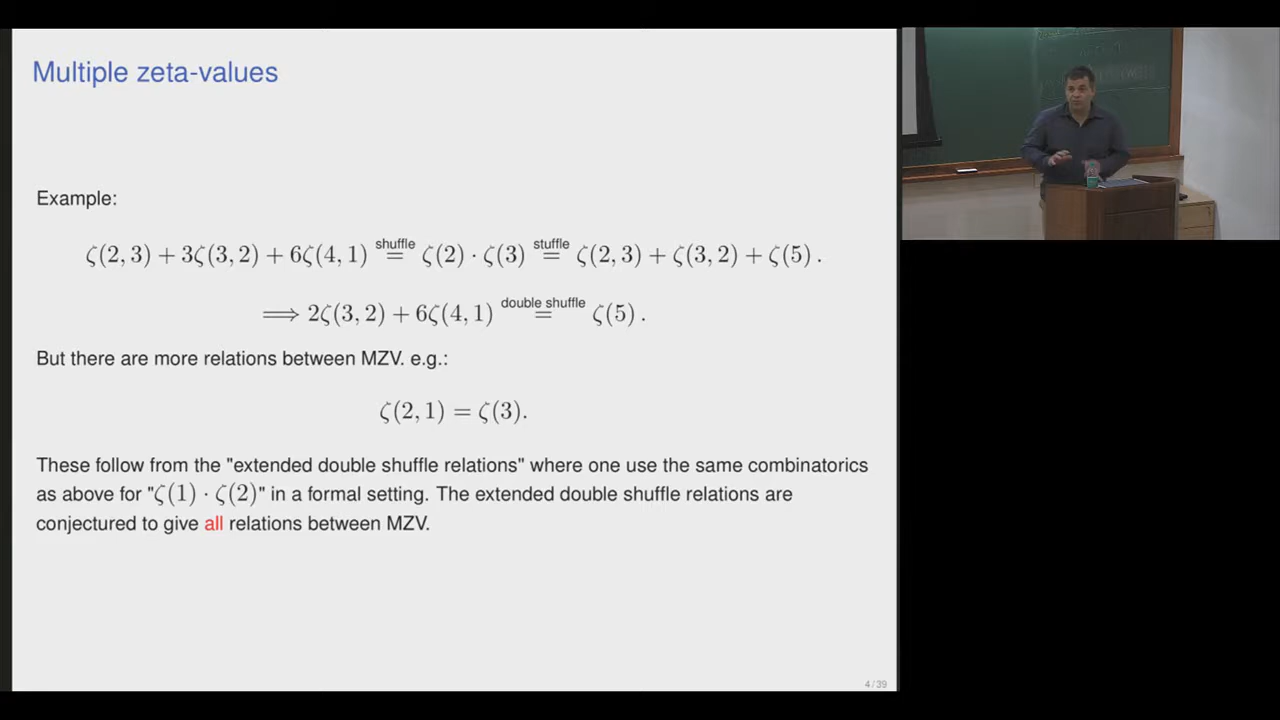 Multiple zeta-values
Example:
ζ(2, 3) + 3ζ(3, 2) + 6ζ(4, 1) shuffle = ζ(2) · ζ(3) stuffle = ζ(2, 3) + ζ(3, 2) + ζ(5) .
⟹ 2ζ(3, 2) + 6ζ(4, 1) double shuffle = ζ(5) .
But there are more relations between MZV. e.g.:
ζ(2, 1) = ζ(3).
These follow from the "extended double shuffle relations" where one use the same combinatorics
as above for "ζ(1) · ζ(2)" in a formal setting. The extended double shuffle relations are
conjectured to give all relations between MZV.
4 / 39